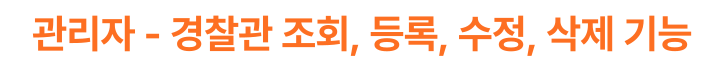 관리자 - 경찰관 조회, 등록, 수정, 삭제 기능